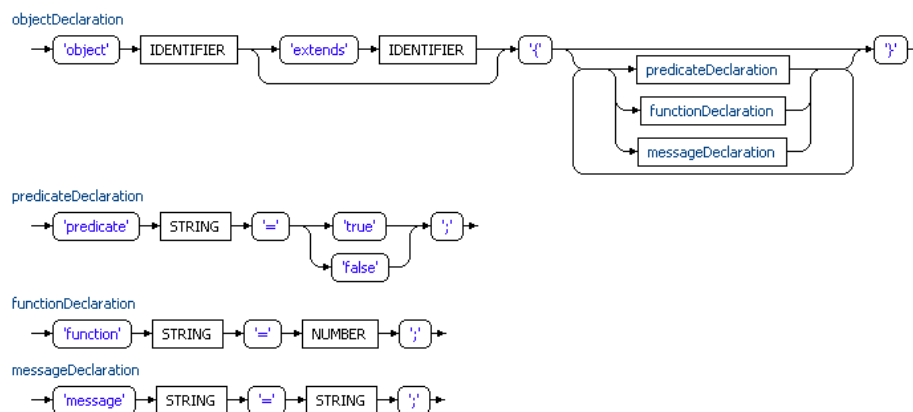 objectDeclaration
'object' IDENTIFIER 'extends' IDENTIFIER '{' '}'
predicateDeclaration
functionDeclaration
messageDeclaration
predicateDeclaration
'predicate' STRING '=' 'true' ';'
'false'
functionDeclaration
'function' STRING '=' NUMBER ';'
messageDeclaration
'message' STRING '=' STRING ';'